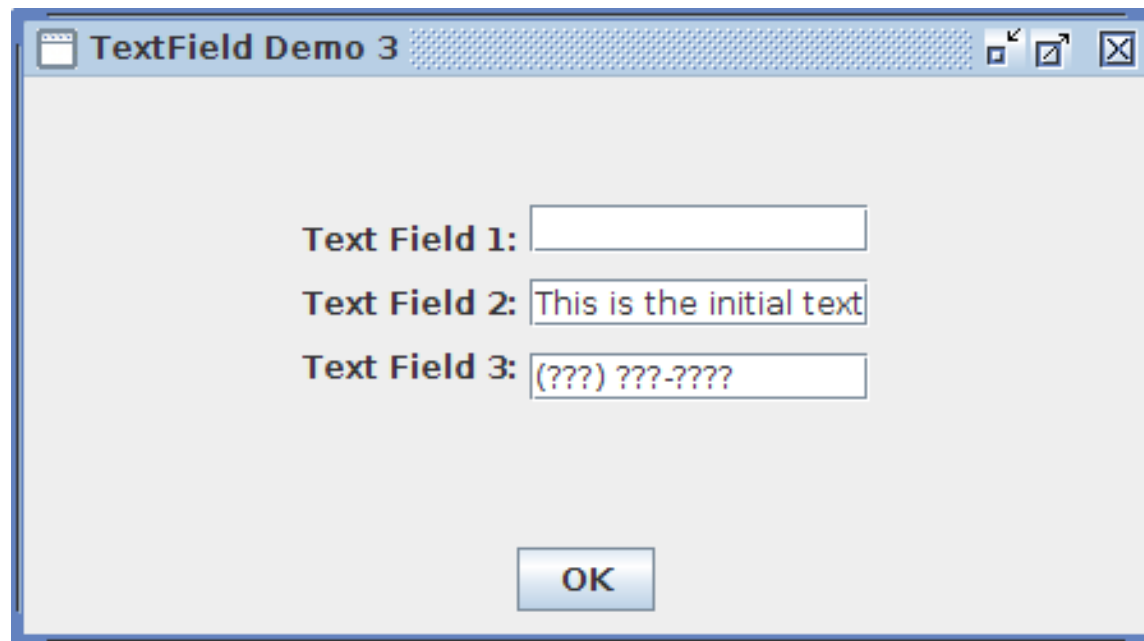 TextField Demo 3
Text Field 1:
Text Field 2: This is the initial text
Text Field 3: (???) ???-????
OK